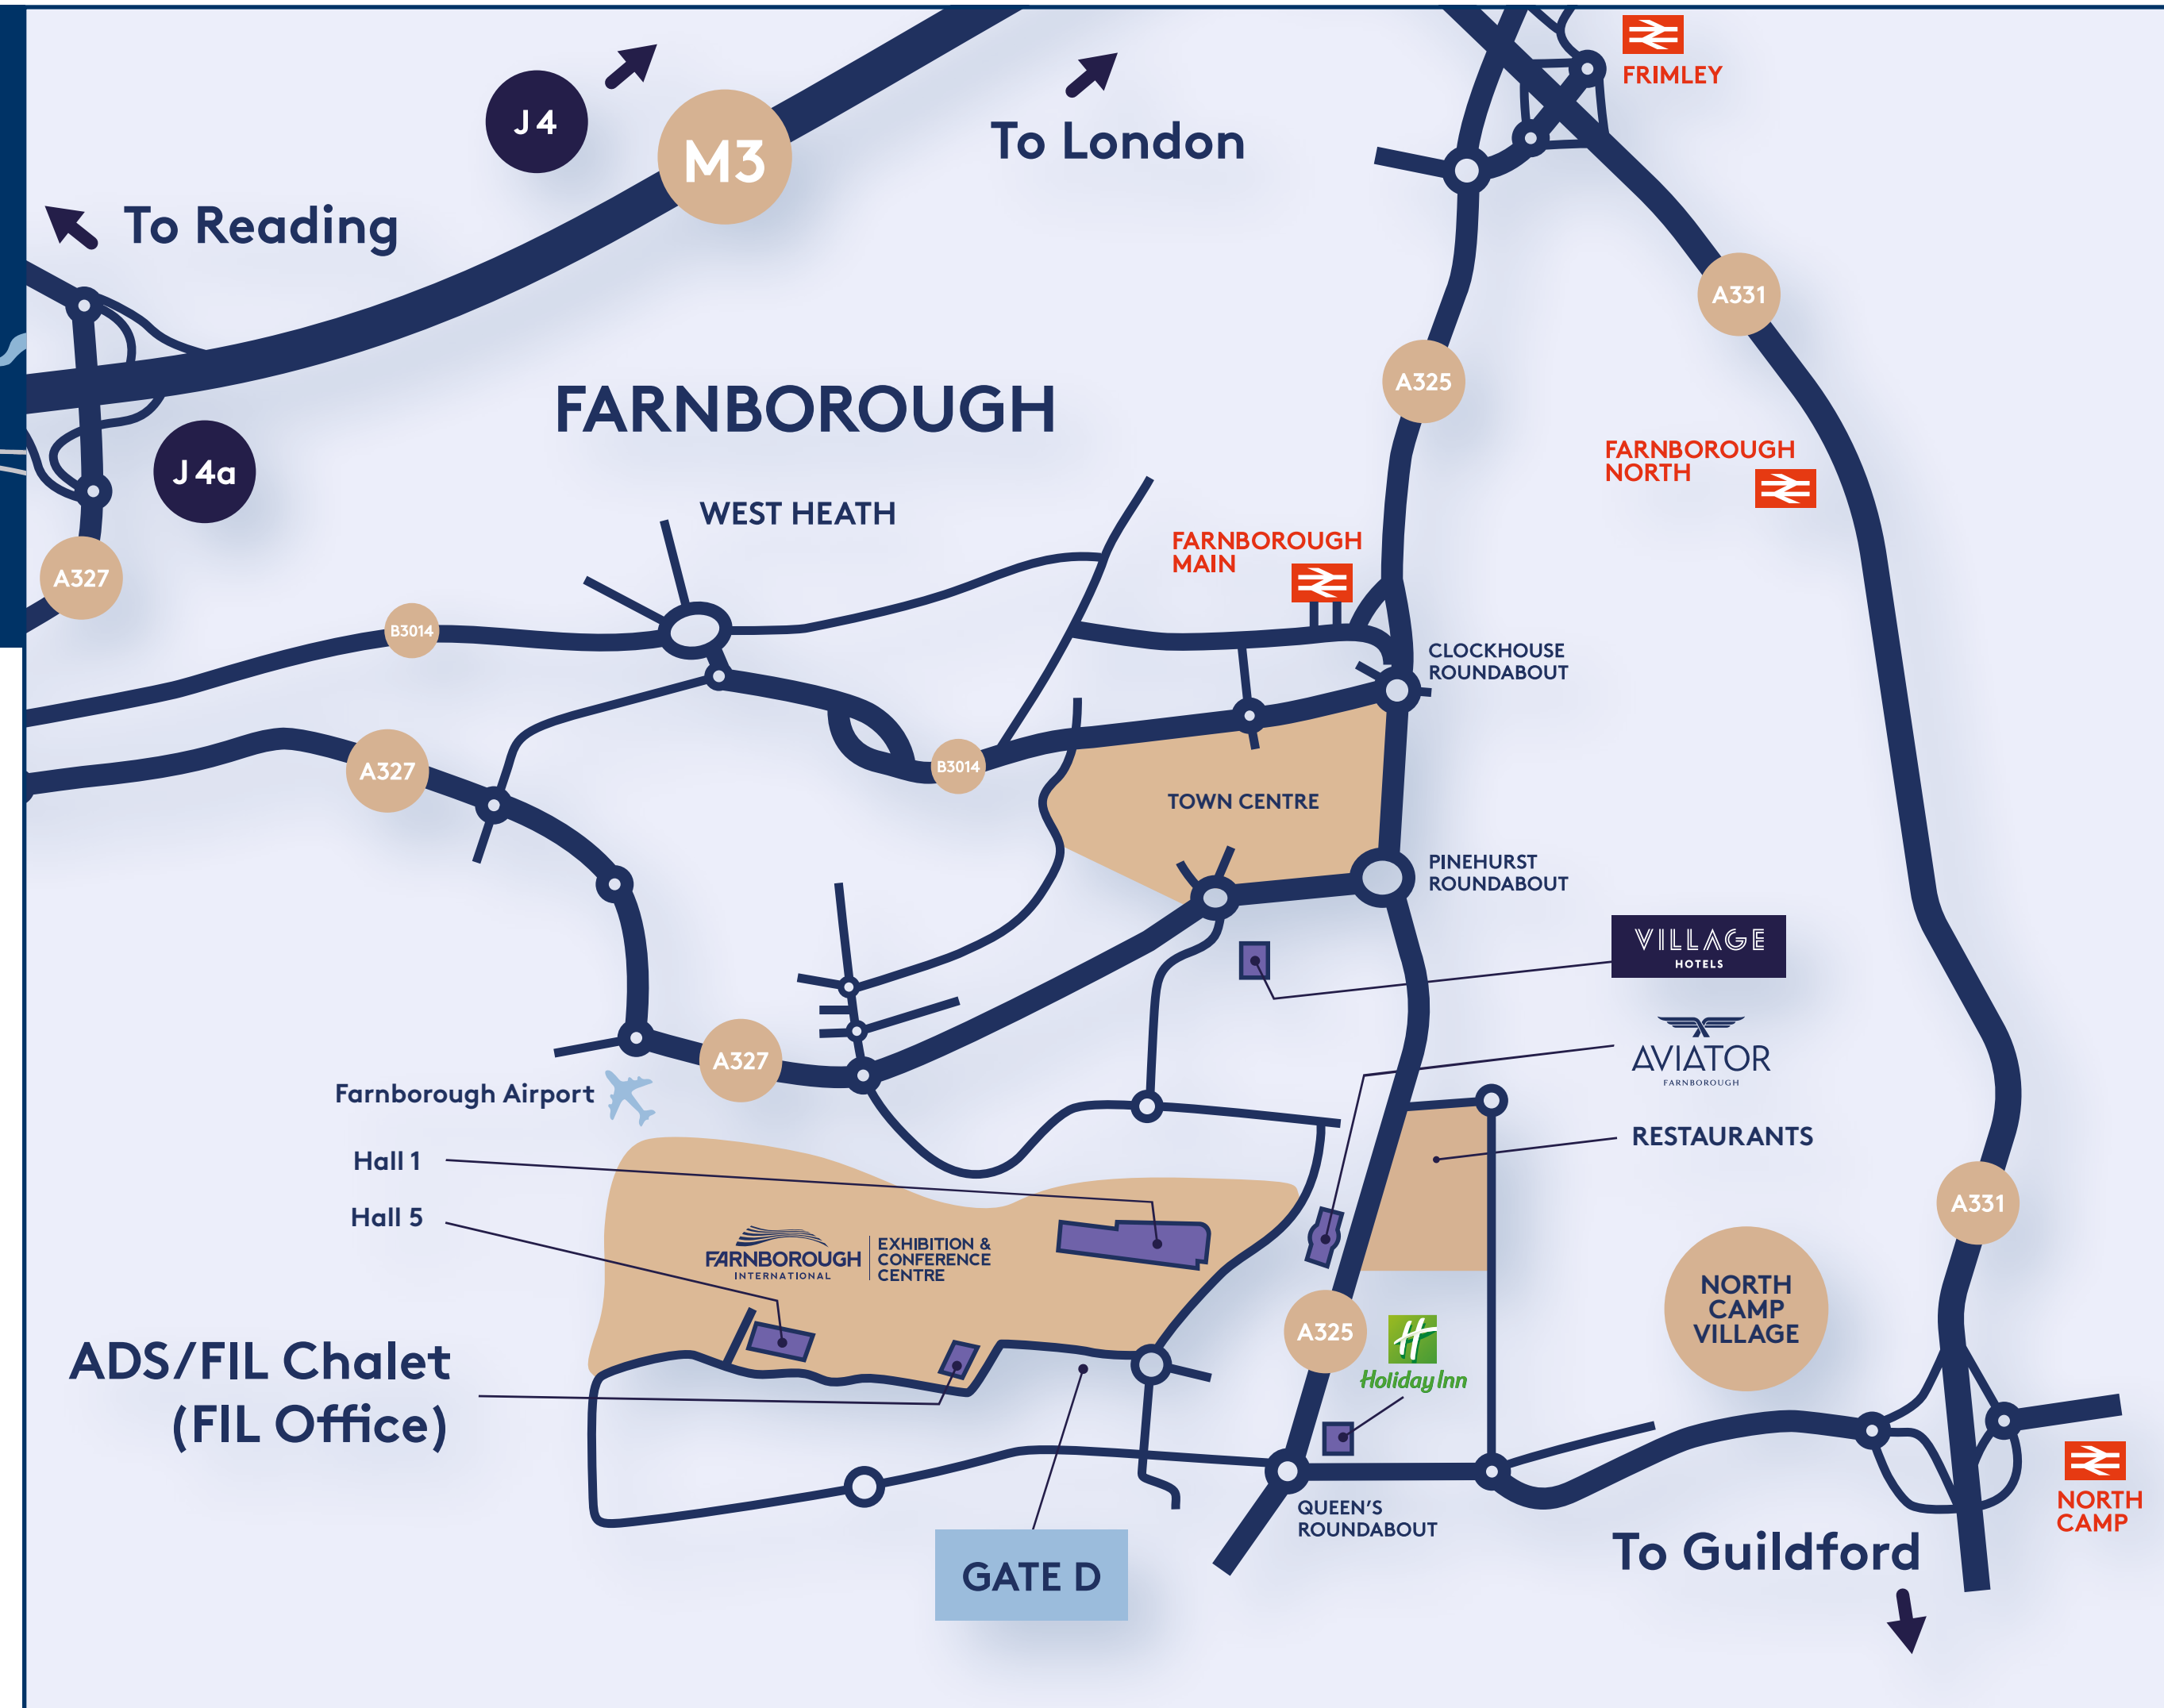 FRIMLEY
J 4
M3
To London
To Reading
A331
A325
FARNBOROUGH
J 4a
FARNBOROUGH
NORTH
WEST HEATH
FARNBOROUGH
MAIN
A327
B3014
CLOCKHOUSE
ROUNDABOUT
A327
B3014
TOWN CENTRE
PINEHURST
ROUNDABOUT
VILLAGE
HOTELS
AVIATOR
FARNBOROUGH
A327
Farnborough Airport
RESTAURANTS
Hall 1
A331
Hall 5
FARNBOROUGH
INTERNATIONAL
EXHIBITION &
CONFERENCE
CENTRE
NORTH
CAMP
VILLAGE
A325
H
Holiday Inn
ADS/FIL Chalet
(FIL Office)
NORTH
CAMP
QUEEN'S
ROUNDABOUT
To Guildford
GATE D